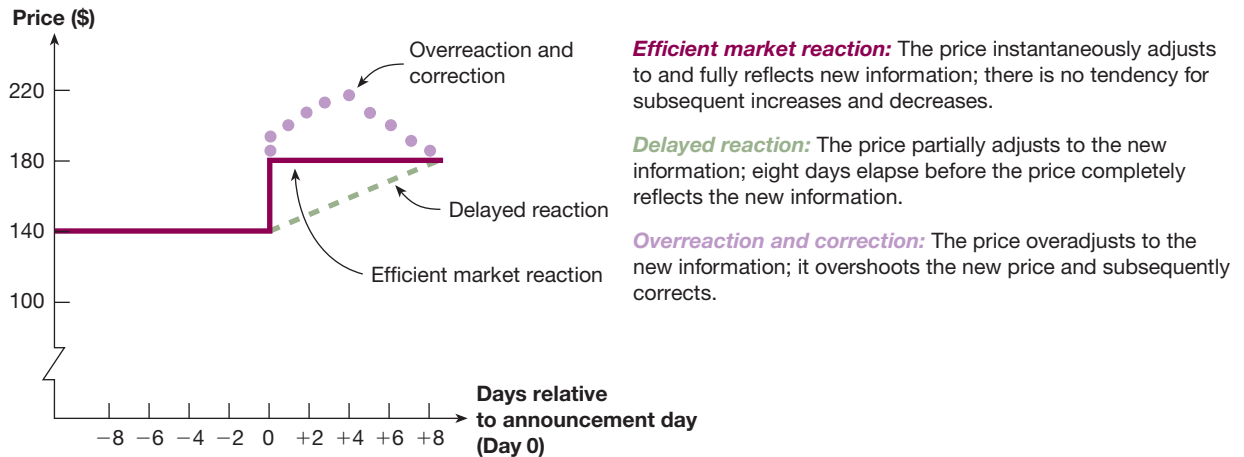 Price ($)
220
180
140
100
Overreaction and
correction
Delayed reaction
Efficient market reaction
−8 −6 −4 −2 0 +2 +4 +6 +8
Days relative
to announcement day
(Day 0)
Efficient market reaction: The price instantaneously adjusts
to and fully reflects new information; there is no tendency for
subsequent increases and decreases.
Delayed reaction: The price partially adjusts to the new
information; eight days elapse before the price completely
reflects the new information.
Overreaction and correction: The price overadjusts to the
new information; it overshoots the new price and subsequently
corrects.